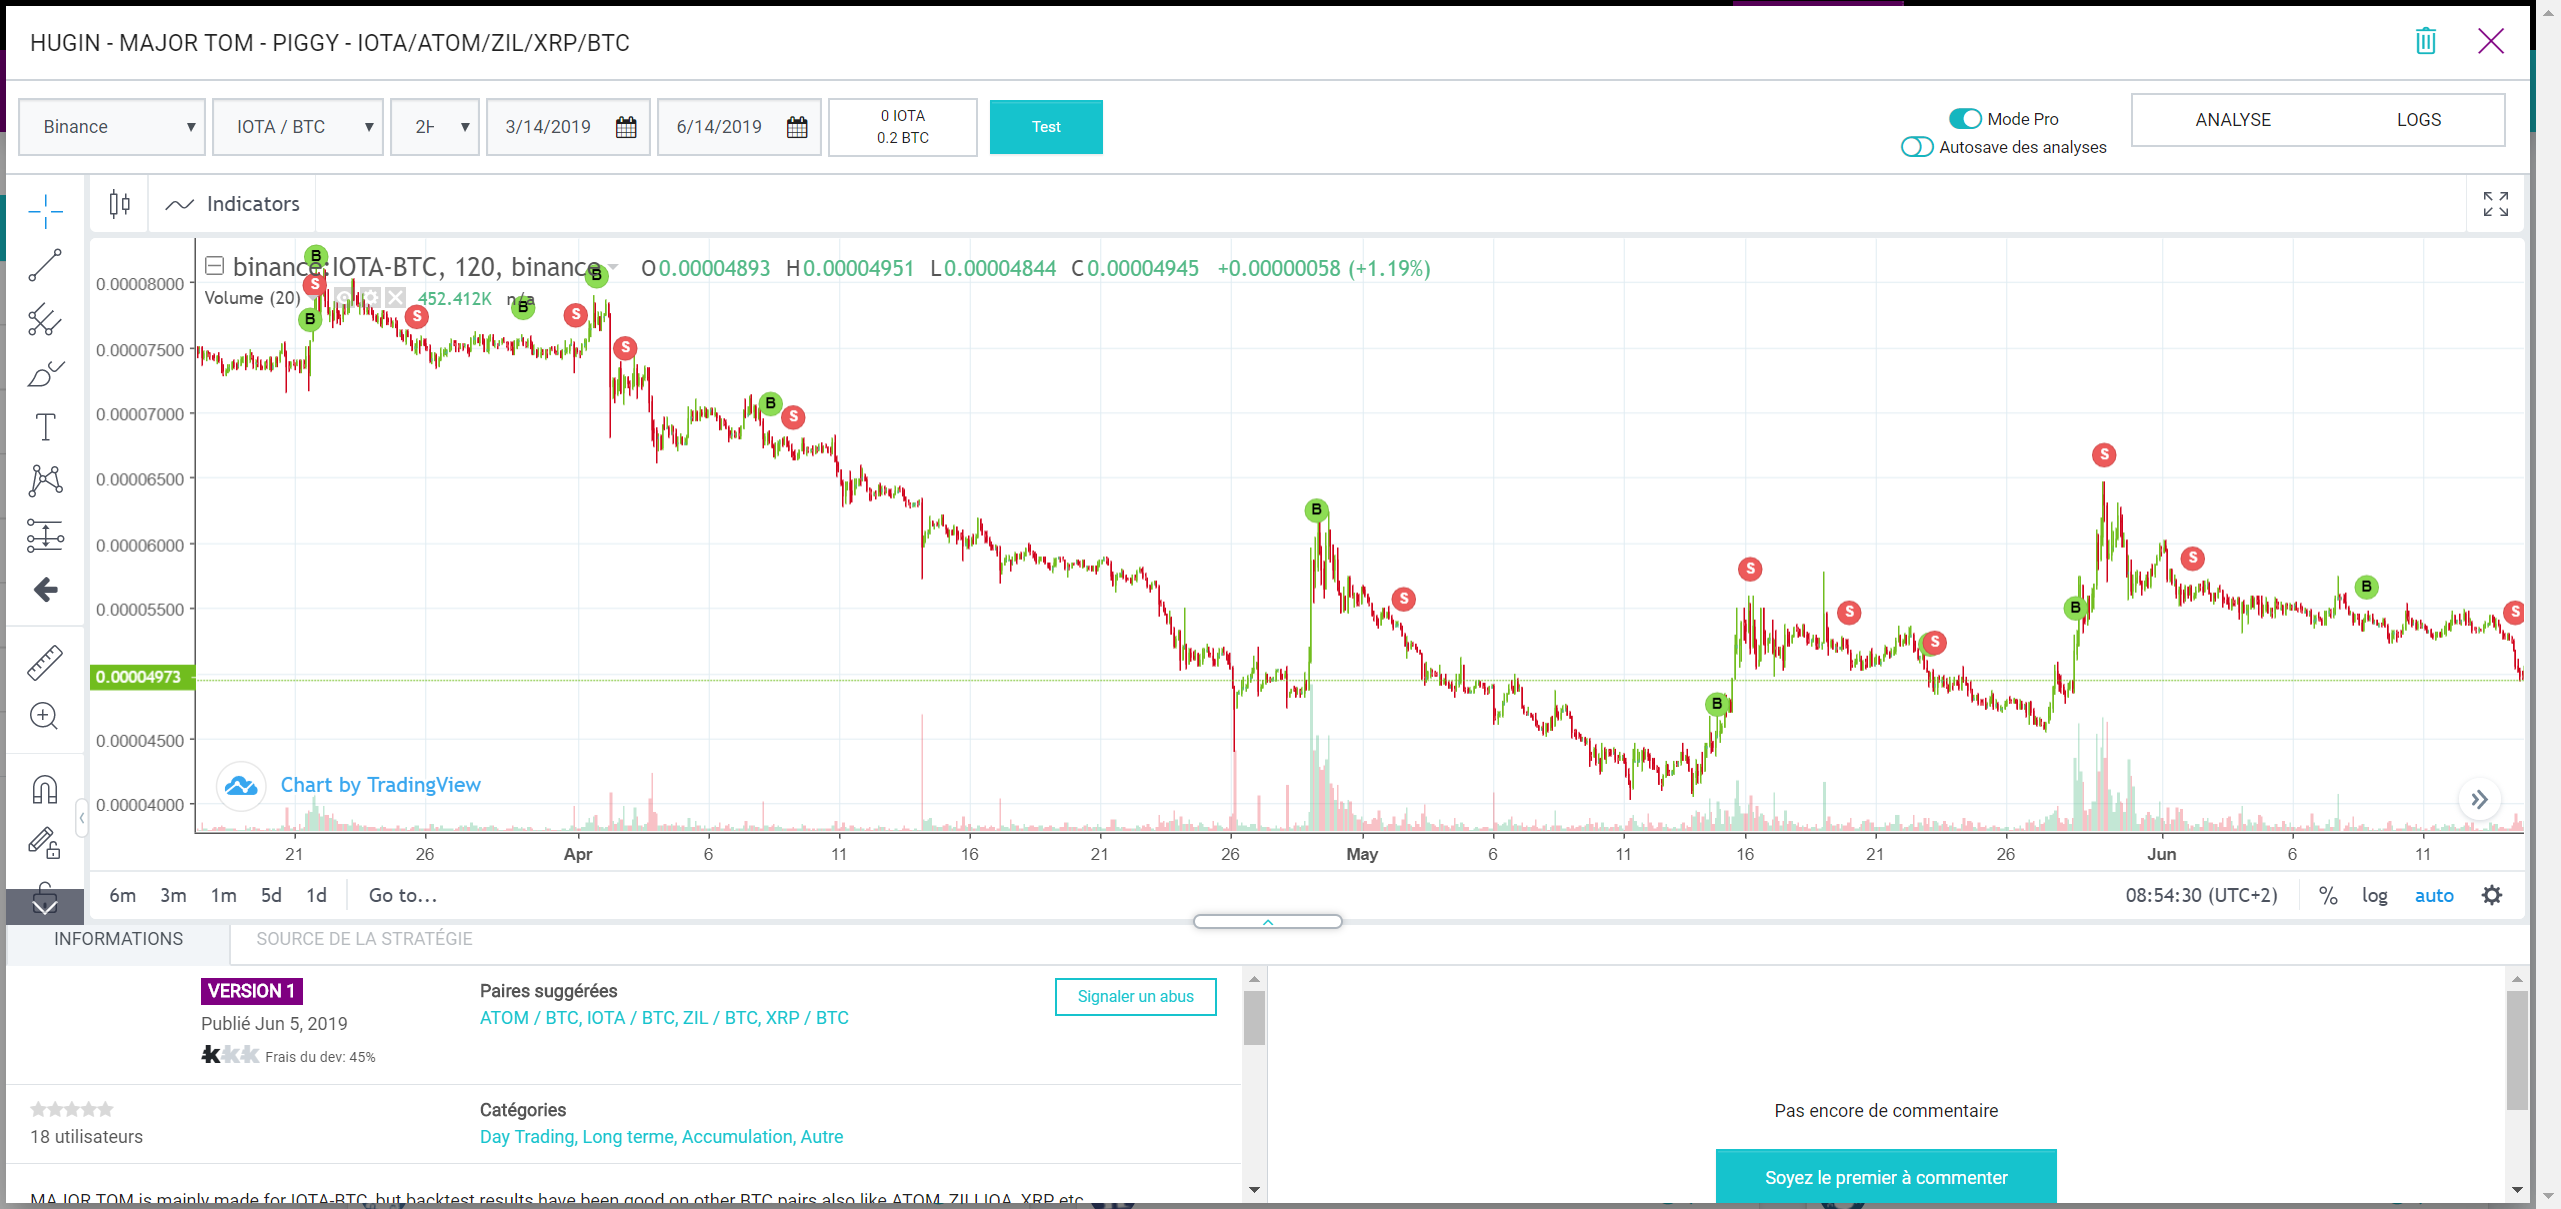 HUGIN - MAJOR TOM - PIGGY - IOTA/ATOM/ZIL/XRP/BTC
Binance
IOTA / BTC
3/14/2019
6/14/2019
0 IOTA
0.2 BTC
Test
Mode Pro
Autosave des analyses
ANALYSE
LOGS
Indicators
binance:IOTA-BTC, 120, binance
O0.00004893 H0.00004951 L0.00004844 C0.00004945 +0.00000058 (+1.19%)
Volume (20) 452.412K n/a
B
S
B
S
B
S
B
S
B
S
B
S
B
S
S
S
B
S
S
B
S
0.00008000
0.00007500
0.00007000
0.00006500
0.00006000
0.00005500
0.00004973
0.00004500
0.00004000
Chart by TradingView
21 26 Apr 6 11 16 21 26 May 6 11 16 21 26 Jun 6 11
6m 3m 1m 5d 1d Go to...
08:54:30 (UTC+2) % log auto
INFORMATIONS
SOURCE DE LA STRATÉGIE
VERSION 1
Publié Jun 5, 2019
Frais du dev: 45%
Paires suggérées
ATOM / BTC, IOTA / BTC, ZIL / BTC, XRP / BTC
Signaler un abus
18 utilisateurs
Catégories
Day Trading, Long terme, Accumulation, Autre
Pas encore de commentaire
Soyez le premier à commenter
MAJOR TOM is mainly made for IOTA-BTC, but backtest results have been good on other BTC pairs also like ATOM, ZIL